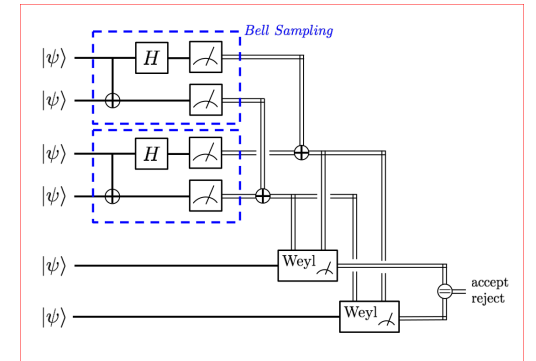 Bell Sampling
|ψ⟩ H
|ψ⟩
|ψ⟩ H
|ψ⟩
|ψ⟩ Weyl
accept
reject
|ψ⟩ Weyl